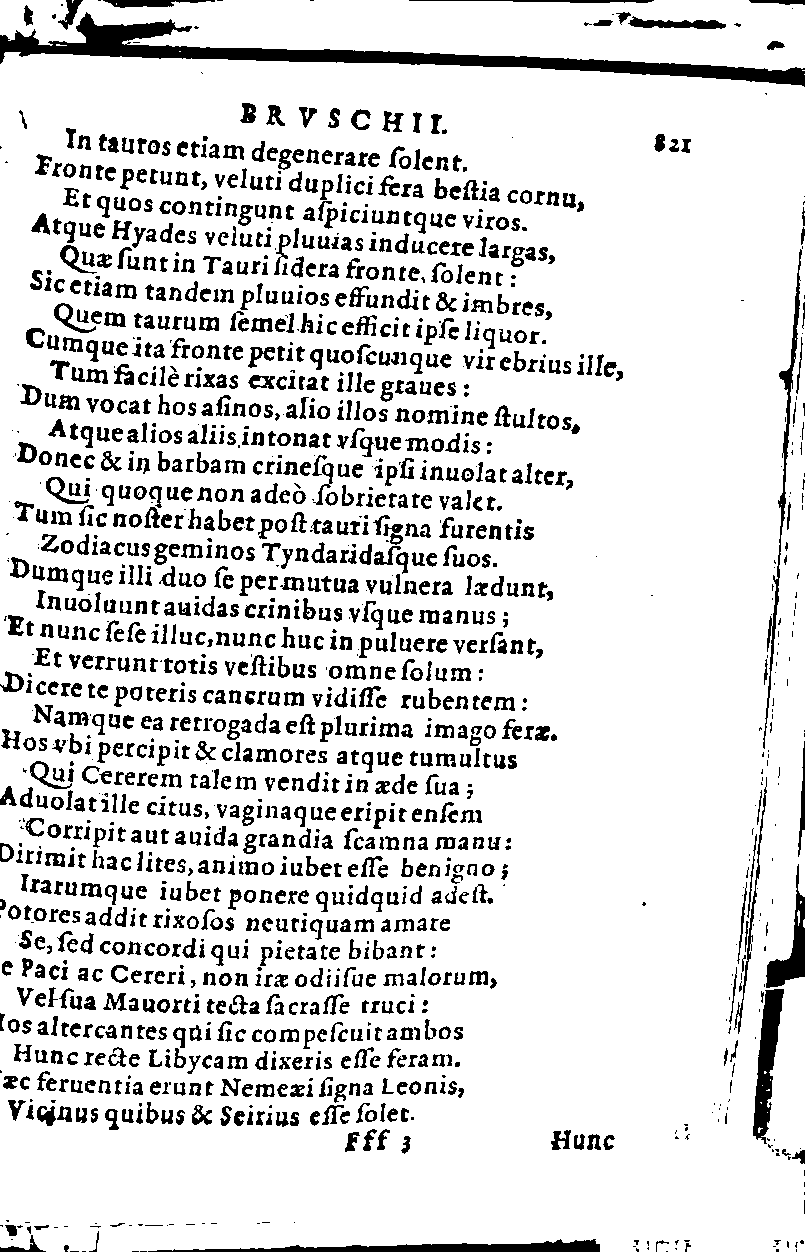 BRVSCHII. 821
In tauros etiam degenerare ſolent.
Fronte petunt, veluti duplici fera beſtia cornu,
Et quos contingunt aſpiciuntque viros.
Atque Hyades veluti pluuias inducere largas,
Quæ ſunt in Tauri ſidera fronte, ſolent:
Sic etiam tandem pluuios effundit & imbres,
Quem taurum ſemel hic efficit ipſe liquor.
Cumque ita fronte petit quoſcunque vir ebrius ille,
Tum facilè rixas excitat ille graues:
Dum vocat hos aſinos, alio illos nomine ſtultos,
Atque alios aliis intonat vſque modis:
Donec & in barbam crineſque ipſi inuolat alter,
Qui quoque non adeò ſobrietate valet.
Tum ſic noſter habet poſt tauri ſigna furentis
Zodiacus geminos Tyndaridaſque ſuos.
Dumque illi duo ſe per mutua vulnera lædunt,
Inuoluunt auidas crinibus vſque manus;
Et nunc ſeſe illuc, nunc huc in puluere verſant,
Et verrunt totis veſtibus omne ſolum:
Dicere te poteris cancrum vidiſſe rubentem:
Namque ea retrogada eſt plurima imago feræ.
Hos vbi percipit & clamores atque tumultus
Qui Cererem talem vendit in æde ſua;
Aduolat ille citus, vaginaque eripit enſem
Corripit aut auida grandia ſcamna manu:
Dirimit hac lites, animo iubet eſſe benigno;
Irarumque iubet ponere quidquid adeſt.
Potores addit rixoſos neutiquam amare
Se, ſed concordi qui pietate bibant:
e Paci ac Cereri, non iræ odiiſue malorum,
Vel ſua Mauorti tecta ſacraſſe truci:
Hos altercantes qui ſic compeſcuit ambos
Hunc recte Libycam dixeris eſſe feram.
Hæc feruentia erunt Nemeæi ſigna Leonis,
Vicinus quibus & Seirius eſſe ſolet.
Fff 3 Hunc